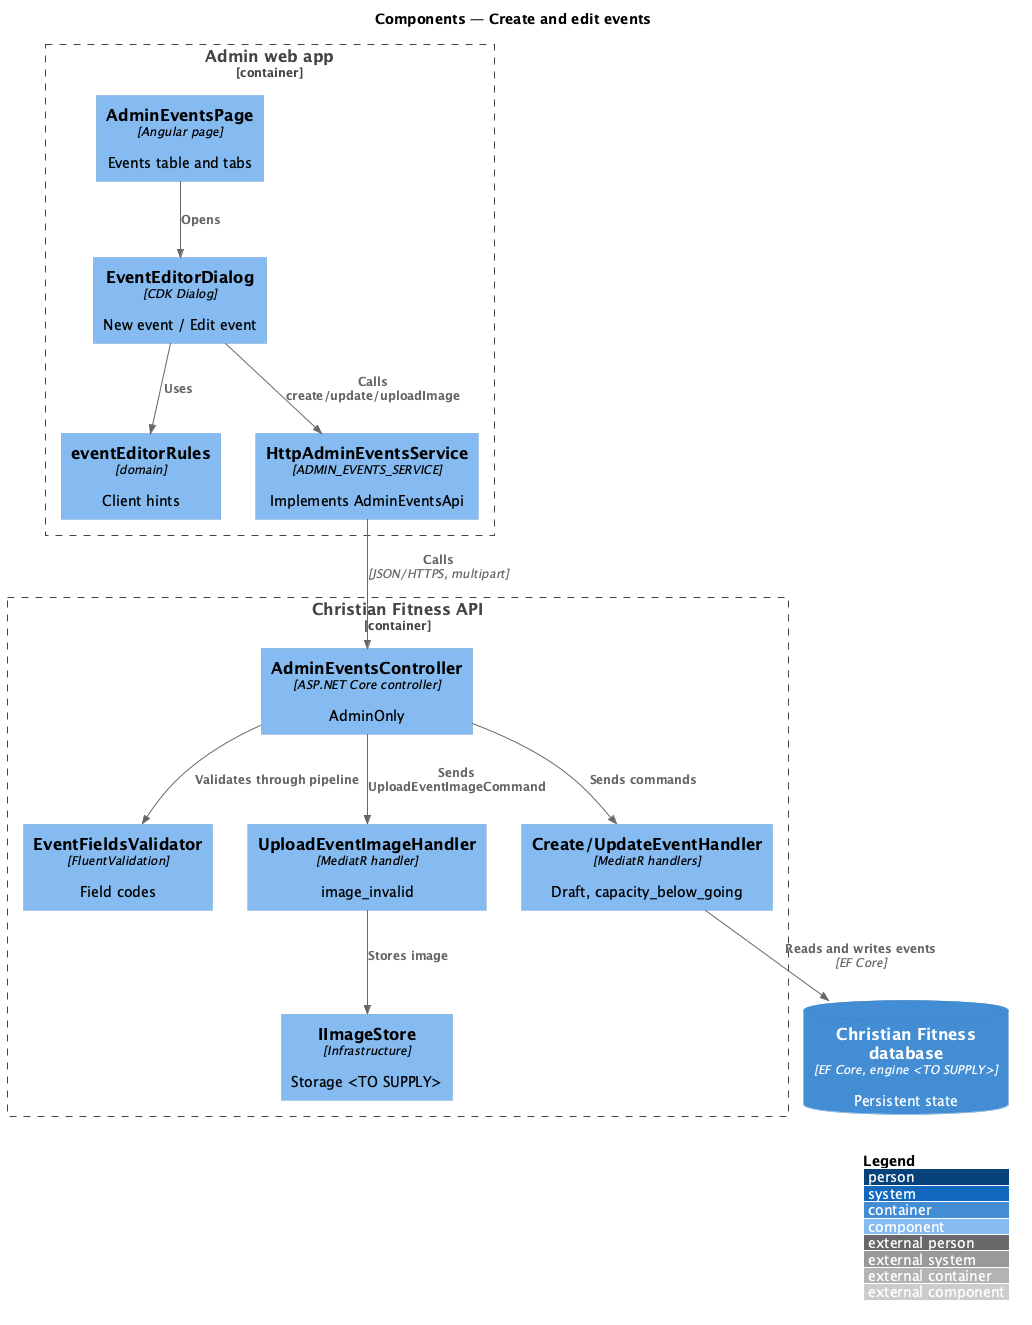 Components — Create and edit events
Admin web app
[container]
AdminEventsPage
[Angular page]
Events table and tabs
Opens
EventEditorDialog
[CDK Dialog]
New event / Edit event
Uses
Calls
create/update/uploadImage
eventEditorRules
[domain]
Client hints
HttpAdminEventsService
[ADMIN_EVENTS_SERVICE]
Implements AdminEventsApi
Calls
[JSON/HTTPS, multipart]
Christian Fitness API
[container]
AdminEventsController
[ASP.NET Core controller]
AdminOnly
Validates through pipeline
Sends
UploadEventImageCommand
Sends commands
EventFieldsValidator
[FluentValidation]
Field codes
UploadEventImageHandler
[MediatR handler]
image_invalid
Create/UpdateEventHandler
[MediatR handlers]
Draft, capacity_below_going
Stores image
Reads and writes events
[EF Core]
IImageStore
[Infrastructure]
Storage <TO SUPPLY>
Christian Fitness
database
[EF Core, engine <TO SUPPLY>]
Persistent state
Legend
person
system
container
component
external person
external system
external container
external component